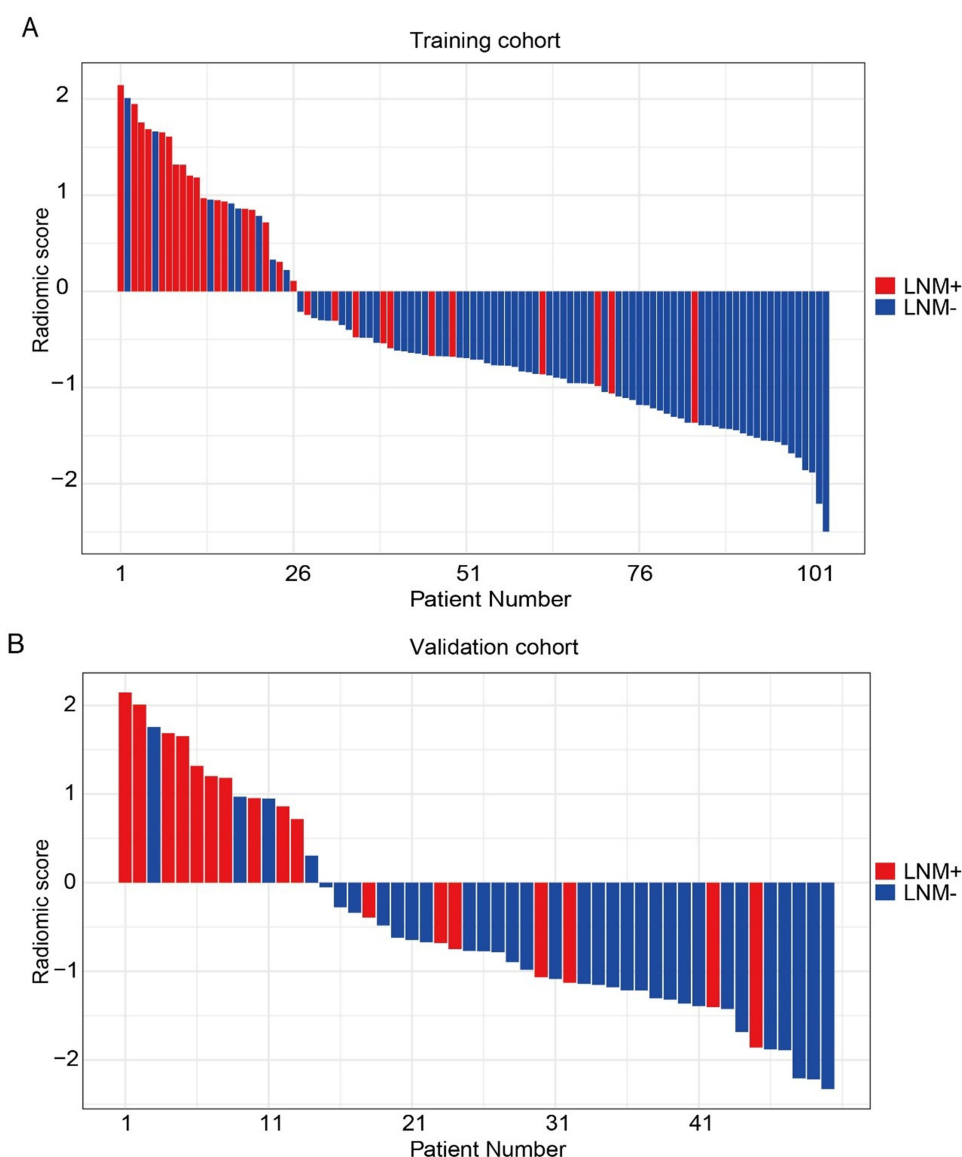 A
Training cohort
2
1
0
−1
−2
Radiomic score
LNM+
LNM-
1 26 51 76 101
Patient Number
B
Validation cohort
2
1
0
−1
−2
Radiomic score
LNM+
LNM-
1 11 21 31 41
Patient Number